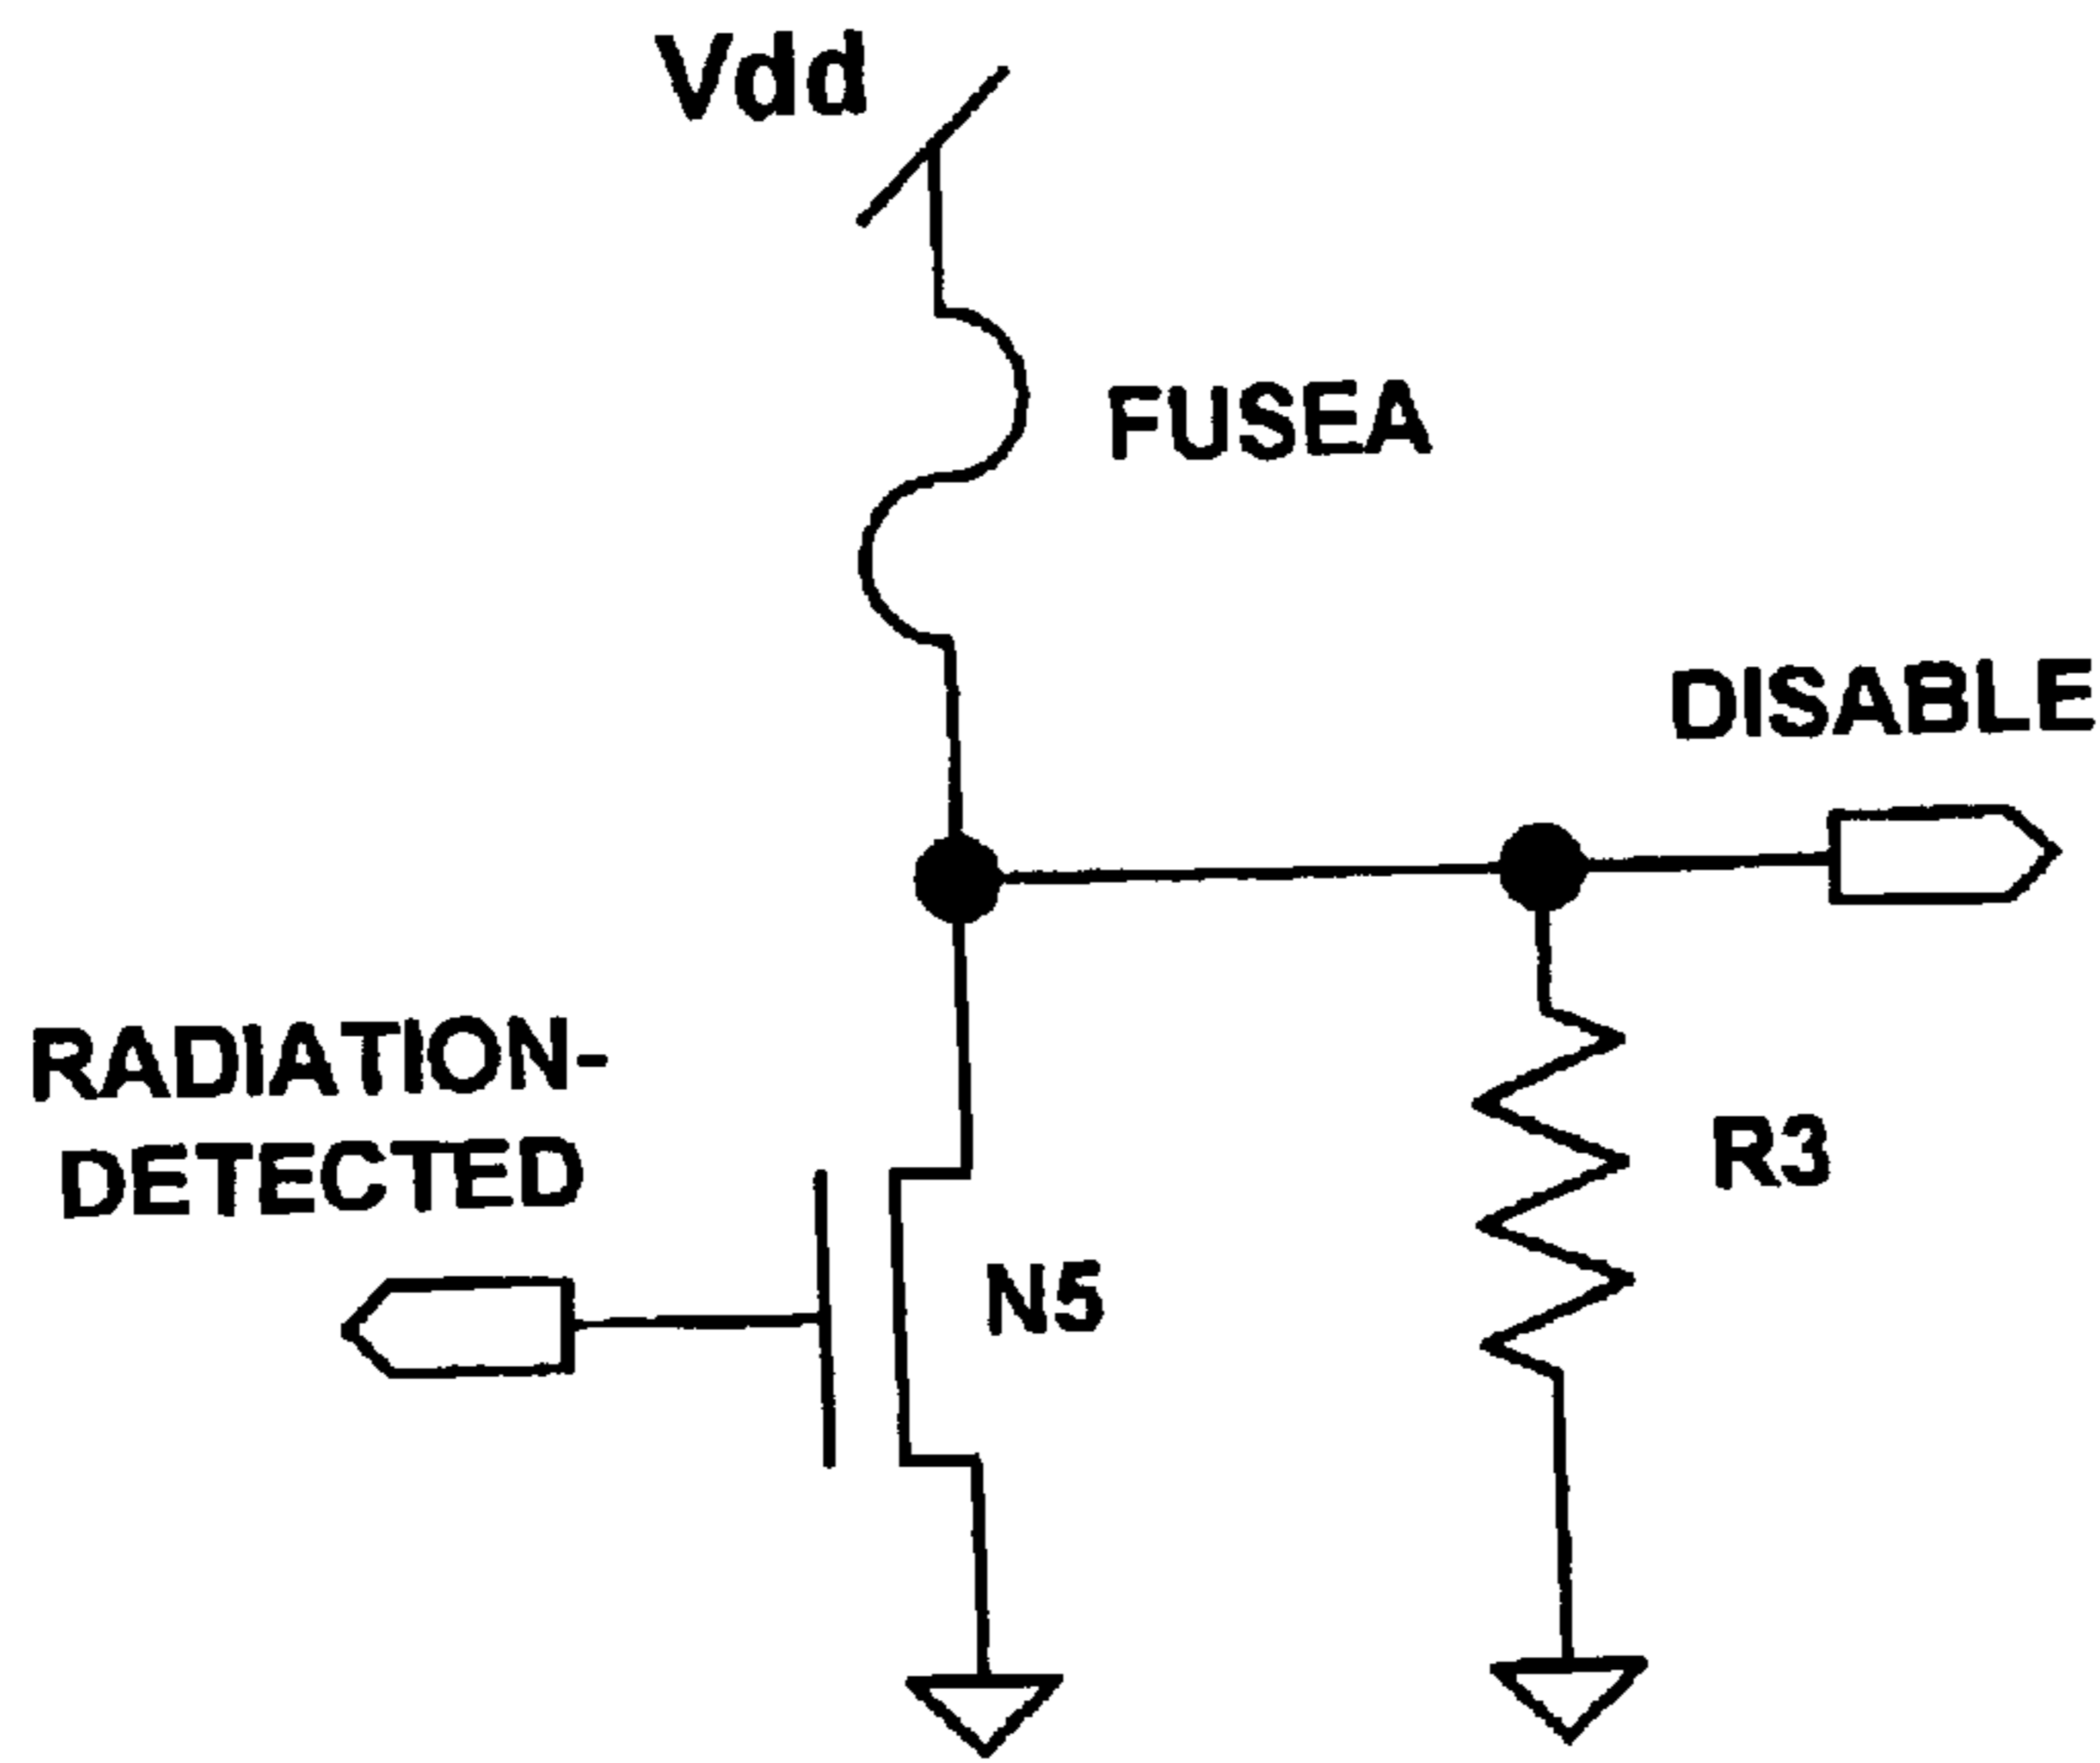 Vdd
FUSEA
DISABLE
RADIATION-
DETECTED
R3
N5